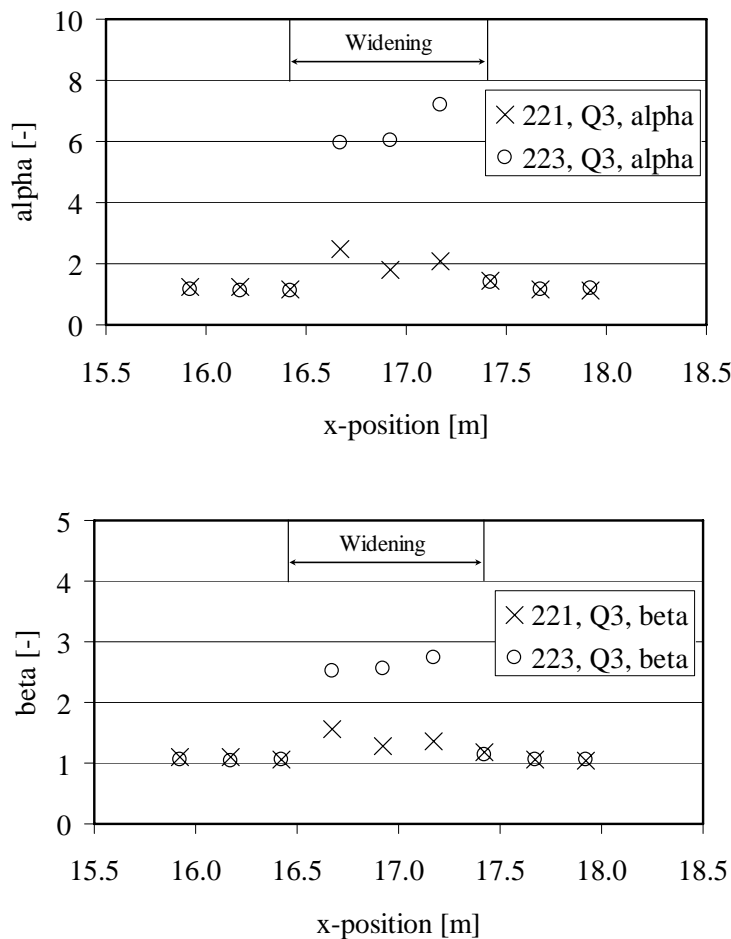 10
Widening
8
221, Q3, alpha
223, Q3, alpha
6
alpha [-]
4
2
0
15.5 16.0 16.5 17.0 17.5 18.0 18.5
x-position [m]
5
Widening
4
221, Q3, beta
223, Q3, beta
3
beta [-]
2
1
0
15.5 16.0 16.5 17.0 17.5 18.0 18.5
x-position [m]